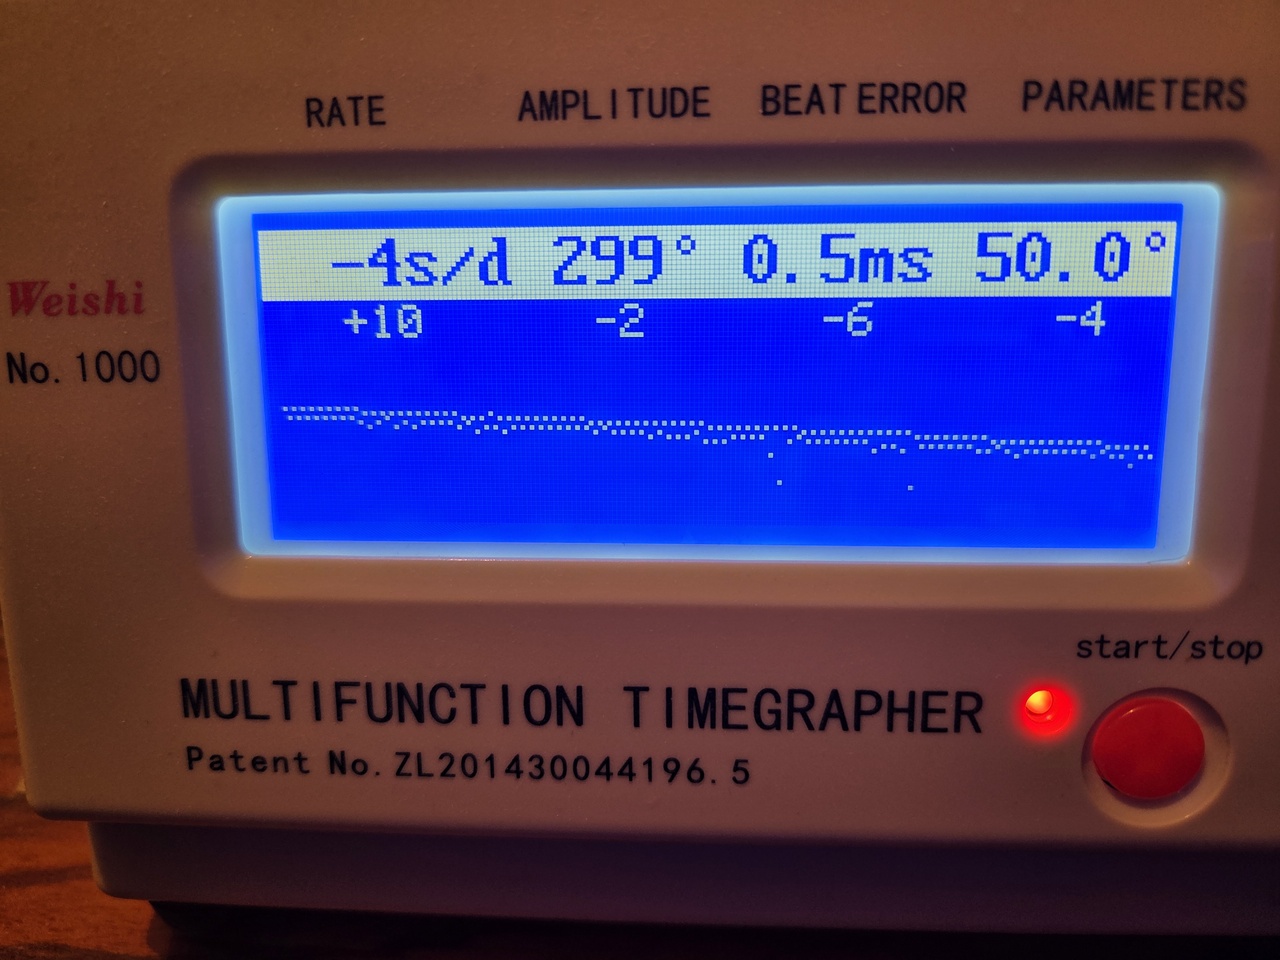 RATE AMPLITUDE BEAT ERROR PARAMETERS
-4s/d 299° 0.5ms 50.0°
+10 -2 -6 -4
Weishi
No. 1000
start/stop
MULTIFUNCTION TIMEGRAPHER
Patent No. ZL201430044196.5